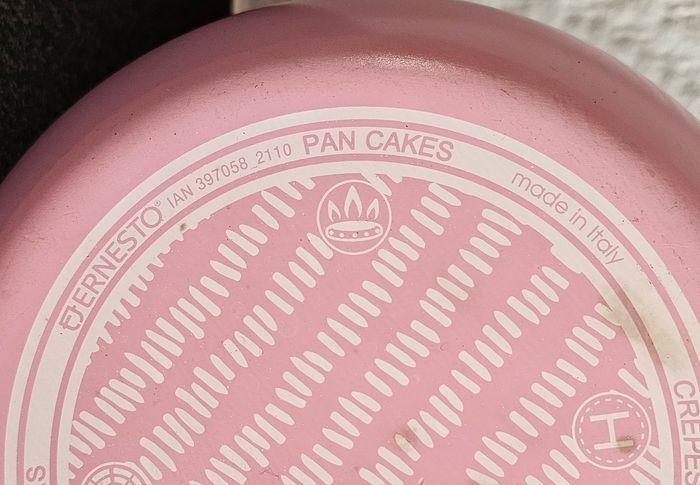 ERNESTO® IAN 397058_2110 PAN CAKES
made in Italy
CREPES
H